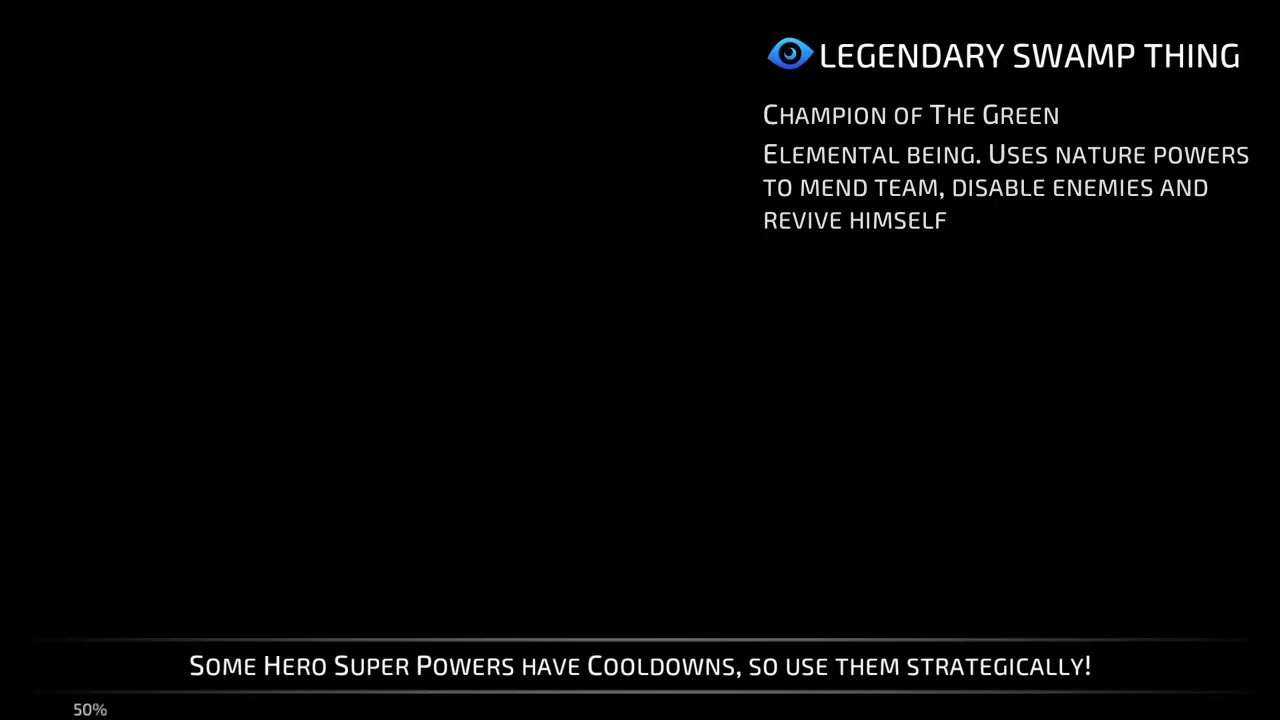 LEGENDARY SWAMP THING
CHAMPION OF THE GREEN
ELEMENTAL BEING. USES NATURE POWERS
TO MEND TEAM, DISABLE ENEMIES AND
REVIVE HIMSELF
SOME HERO SUPER POWERS HAVE COOLDOWNS, SO USE THEM STRATEGICALLY!
50%